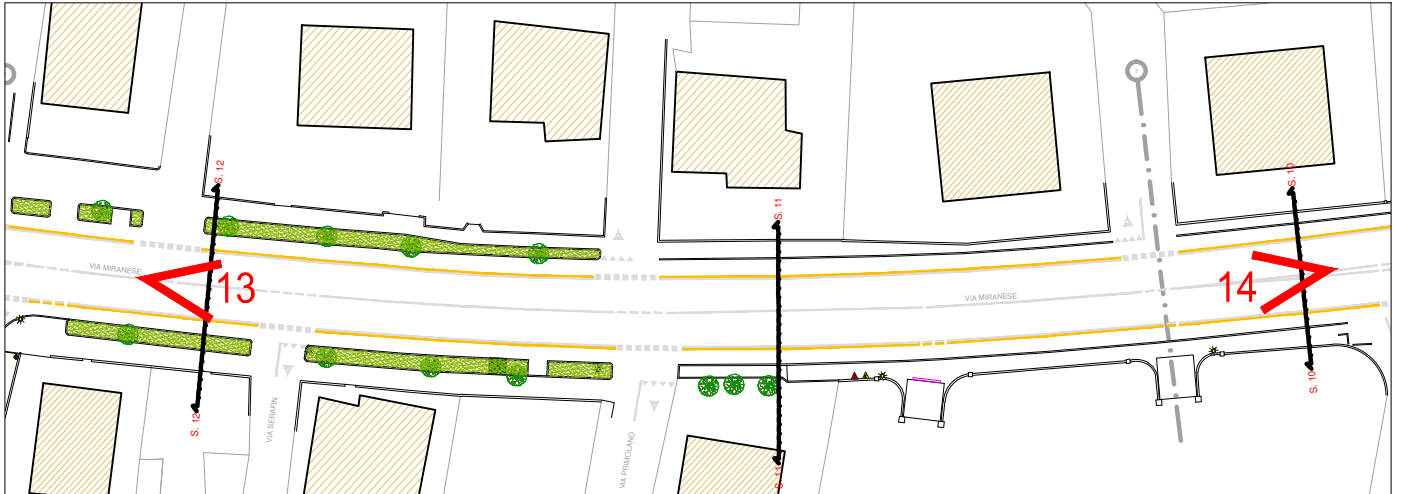 S. 12
S. 11
S. 10
VIA MIRANESE
13
VIA MIRANESE
14
S. 12
VIA SERAFIN
VIA PRIMOLANO
S. 11
S. 10